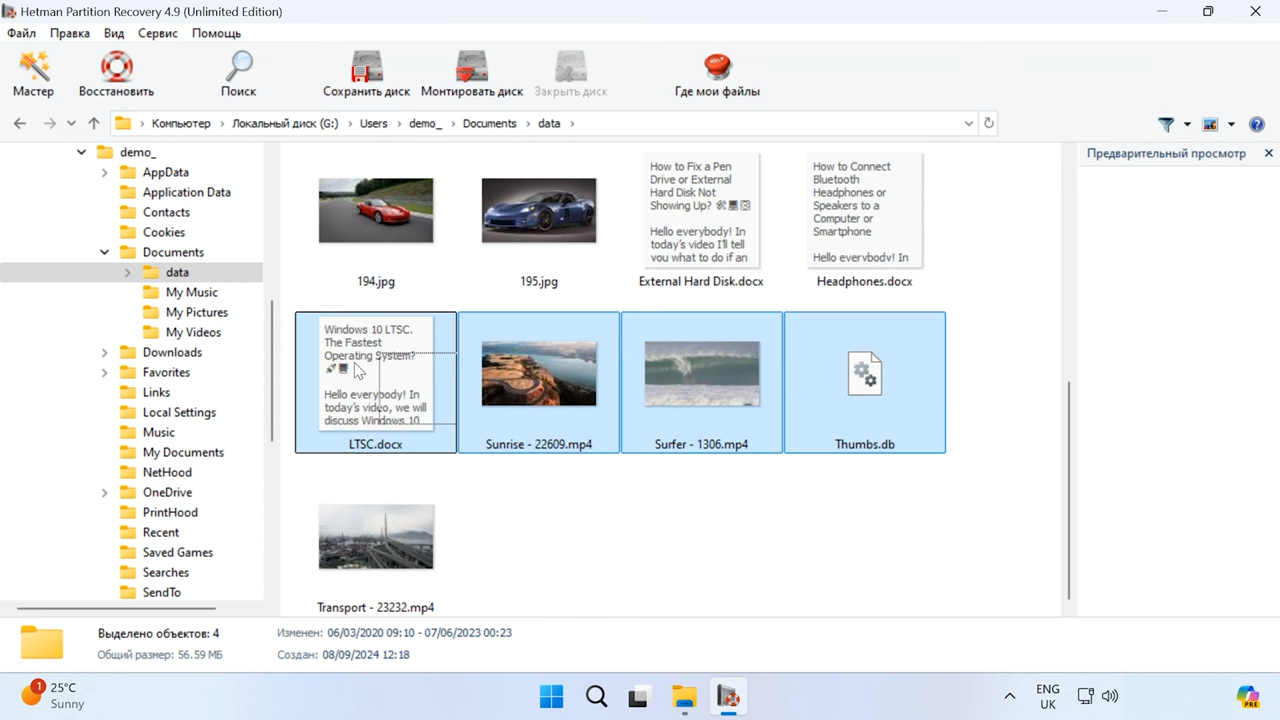 Hetman Partition Recovery 4.9 (Unlimited Edition)
Файл Правка Вид Сервис Помощь
Мастер Восстановить Поиск Сохранить диск Монтировать диск Закрыть диск Где мои файлы
HELP
Компьютер › Локальный диск (G:) › Users › demo_ › Documents › data ›
Предварительный просмотр
demo_
AppData
Application Data
Contacts
Cookies
Documents
data
My Music
My Pictures
My Videos
Downloads
Favorites
Links
Local Settings
Music
My Documents
NetHood
OneDrive
PrintHood
Recent
Saved Games
Searches
SendTo
How to Fix a Pen
Drive or External
Hard Disk Not
Showing Up?
Hello everybody! In
today's video I'll tell
you what to do if an
How to Connect
Bluetooth
Headphones or
Speakers to a
Computer or
Smartphone
Hello everybody! In
194.jpg 195.jpg External Hard Disk.docx Headphones.docx
Windows 10 LTSC.
The Fastest
Operating System?
Hello everybody! In
today's video, we will
discuss Windows 10
LTSC.docx Sunrise - 22609.mp4 Surfer - 1306.mp4 Thumbs.db
Transport - 23232.mp4
Выделено объектов: 4 Изменен: 06/03/2020 09:10 - 07/06/2023 00:23
Общий размер: 56.59 МБ Создан: 08/09/2024 12:18
1
25°C
Sunny
ENG
UK
PRE